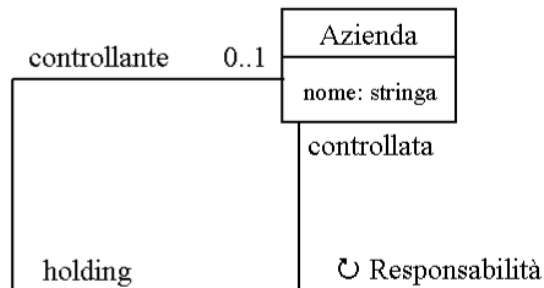 Azienda
controllante 0..1
nome: stringa
controllata
holding
↻ Responsabilità